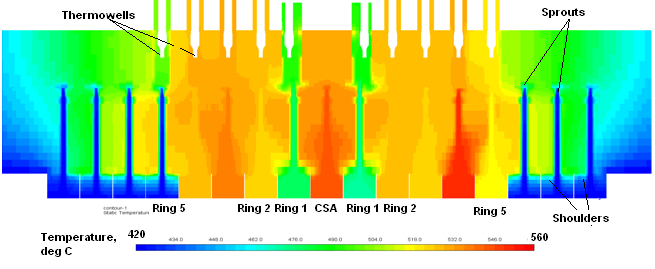 Thermowells
Sprouts
Ring 5
Ring 2 Ring 1 CSA Ring 1 Ring 2
Ring 5
Shoulders
contour-1
Static Temperature
Temperature,
deg C
420
434.0 448.0 462.0 476.0 490.0 504.0 518.0 532.0 546.0
560